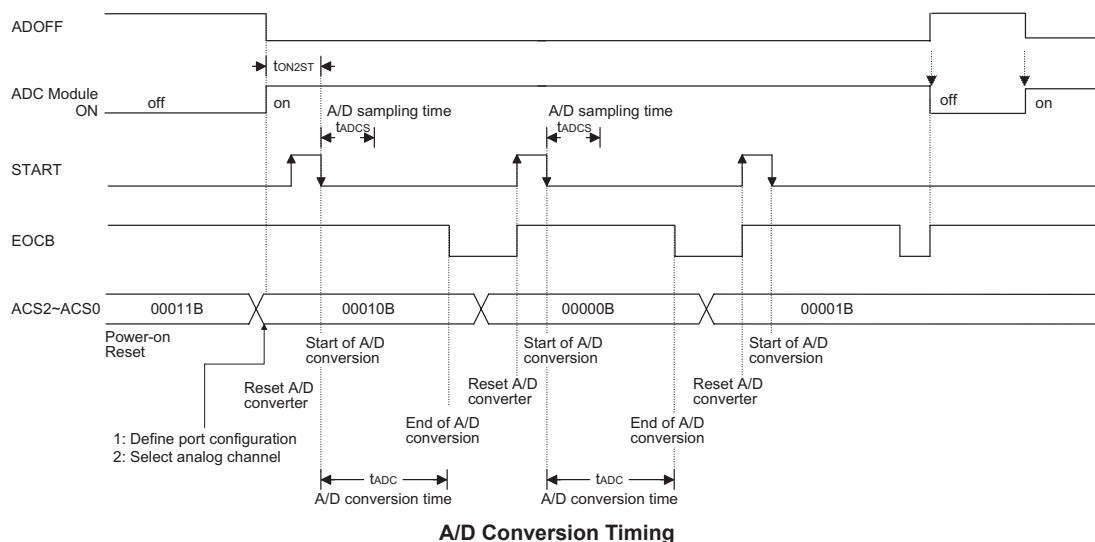 ADOFF
tON2ST
ADC Module
ON
off
on
off
on
A/D sampling time
tADCS
A/D sampling time
tADCS
START
EOCB
ACS2~ACS0
00011B
00010B
00000B
00001B
Power-on
Reset
Start of A/D
conversion
Start of A/D
conversion
Start of A/D
conversion
Reset A/D
converter
Reset A/D
converter
Reset A/D
converter
End of A/D
conversion
End of A/D
conversion
1: Define port configuration
2: Select analog channel
tADC
A/D conversion time
tADC
A/D conversion time
A/D Conversion Timing